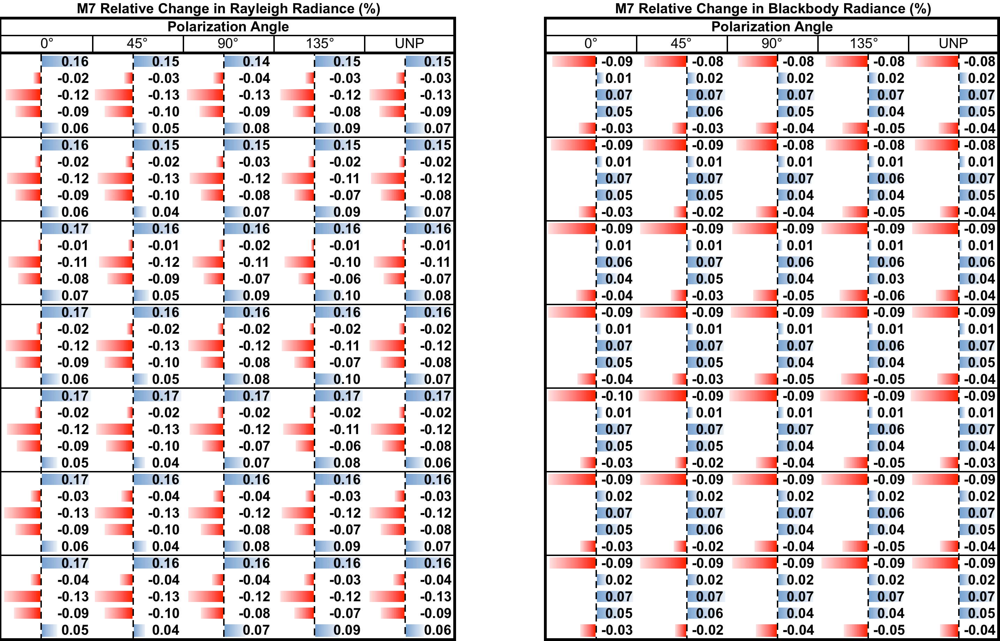 M7 Relative Change in Rayleigh Radiance (%)
Polarization Angle
0° 45° 90° 135° UNP
0.16 0.15 0.14 0.15 0.15
-0.02 -0.03 -0.04 -0.03 -0.03
-0.12 -0.13 -0.13 -0.12 -0.13
-0.09 -0.10 -0.09 -0.08 -0.09
0.06 0.05 0.08 0.09 0.07
0.16 0.15 0.15 0.15 0.15
-0.02 -0.02 -0.03 -0.02 -0.02
-0.12 -0.13 -0.12 -0.11 -0.12
-0.09 -0.10 -0.08 -0.07 -0.08
0.06 0.04 0.07 0.09 0.07
0.17 0.16 0.16 0.16 0.16
-0.01 -0.01 -0.02 -0.01 -0.01
-0.11 -0.12 -0.11 -0.10 -0.11
-0.08 -0.09 -0.07 -0.06 -0.07
0.07 0.05 0.09 0.10 0.08
0.17 0.16 0.16 0.16 0.16
-0.02 -0.02 -0.02 -0.02 -0.02
-0.12 -0.13 -0.12 -0.11 -0.12
-0.09 -0.10 -0.08 -0.07 -0.08
0.06 0.05 0.08 0.10 0.07
0.17 0.17 0.17 0.17 0.17
-0.02 -0.02 -0.02 -0.02 -0.02
-0.12 -0.13 -0.12 -0.11 -0.12
-0.09 -0.10 -0.07 -0.06 -0.08
0.05 0.04 0.07 0.08 0.06
0.17 0.16 0.16 0.16 0.16
-0.03 -0.04 -0.04 -0.03 -0.03
-0.13 -0.13 -0.12 -0.12 -0.12
-0.09 -0.10 -0.08 -0.07 -0.08
0.06 0.04 0.08 0.09 0.07
0.17 0.16 0.16 0.16 0.16
-0.04 -0.04 -0.04 -0.03 -0.04
-0.13 -0.13 -0.12 -0.12 -0.13
-0.09 -0.10 -0.08 -0.07 -0.09
0.05 0.04 0.07 0.09 0.06
M7 Relative Change in Blackbody Radiance (%)
Polarization Angle
0° 45° 90° 135° UNP
-0.09 -0.08 -0.08 -0.08 -0.08
0.01 0.02 0.02 0.02 0.02
0.07 0.07 0.07 0.07 0.07
0.05 0.06 0.05 0.04 0.05
-0.03 -0.03 -0.04 -0.05 -0.04
-0.09 -0.09 -0.08 -0.08 -0.08
0.01 0.01 0.01 0.01 0.01
0.07 0.07 0.07 0.06 0.07
0.05 0.05 0.04 0.04 0.05
-0.03 -0.02 -0.04 -0.05 -0.04
-0.09 -0.09 -0.09 -0.09 -0.09
0.01 0.01 0.01 0.01 0.01
0.06 0.07 0.06 0.06 0.06
0.04 0.05 0.04 0.03 0.04
-0.04 -0.03 -0.05 -0.06 -0.04
-0.09 -0.09 -0.09 -0.09 -0.09
0.01 0.01 0.01 0.01 0.01
0.07 0.07 0.07 0.06 0.07
0.05 0.05 0.04 0.04 0.05
-0.04 -0.03 -0.05 -0.05 -0.04
-0.10 -0.09 -0.09 -0.09 -0.09
0.01 0.01 0.01 0.01 0.01
0.07 0.07 0.07 0.06 0.07
0.05 0.05 0.04 0.04 0.04
-0.03 -0.02 -0.04 -0.05 -0.03
-0.09 -0.09 -0.09 -0.09 -0.09
0.02 0.02 0.02 0.02 0.02
0.07 0.07 0.07 0.06 0.07
0.05 0.06 0.04 0.04 0.05
-0.03 -0.02 -0.04 -0.05 -0.04
-0.09 -0.09 -0.09 -0.09 -0.09
0.02 0.02 0.02 0.02 0.02
0.07 0.07 0.07 0.07 0.07
0.05 0.06 0.04 0.04 0.05
-0.03 -0.02 -0.04 -0.05 -0.04